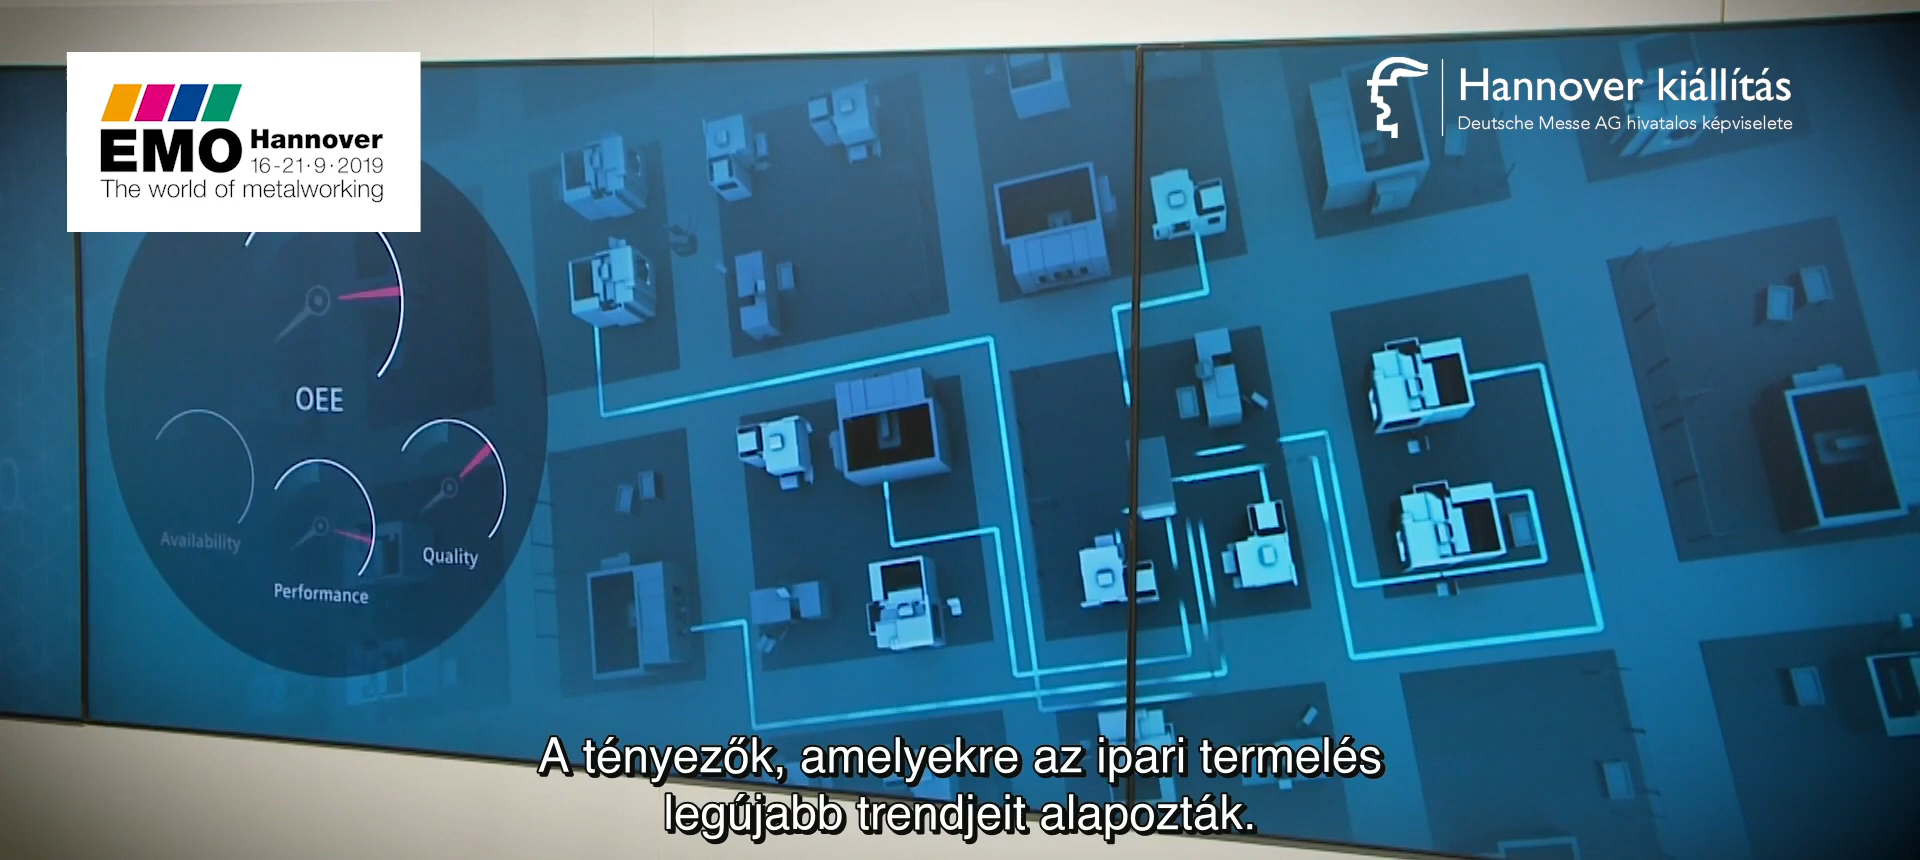 EMO Hannover
16-21·9·2019
The world of metalworking
Hannover kiállítás
Deutsche Messe AG hivatalos képviselete
OEE
Availability
Performance
Quality
A tényezők, amelyekre az ipari termelés
legújabb trendjeit alapozták.